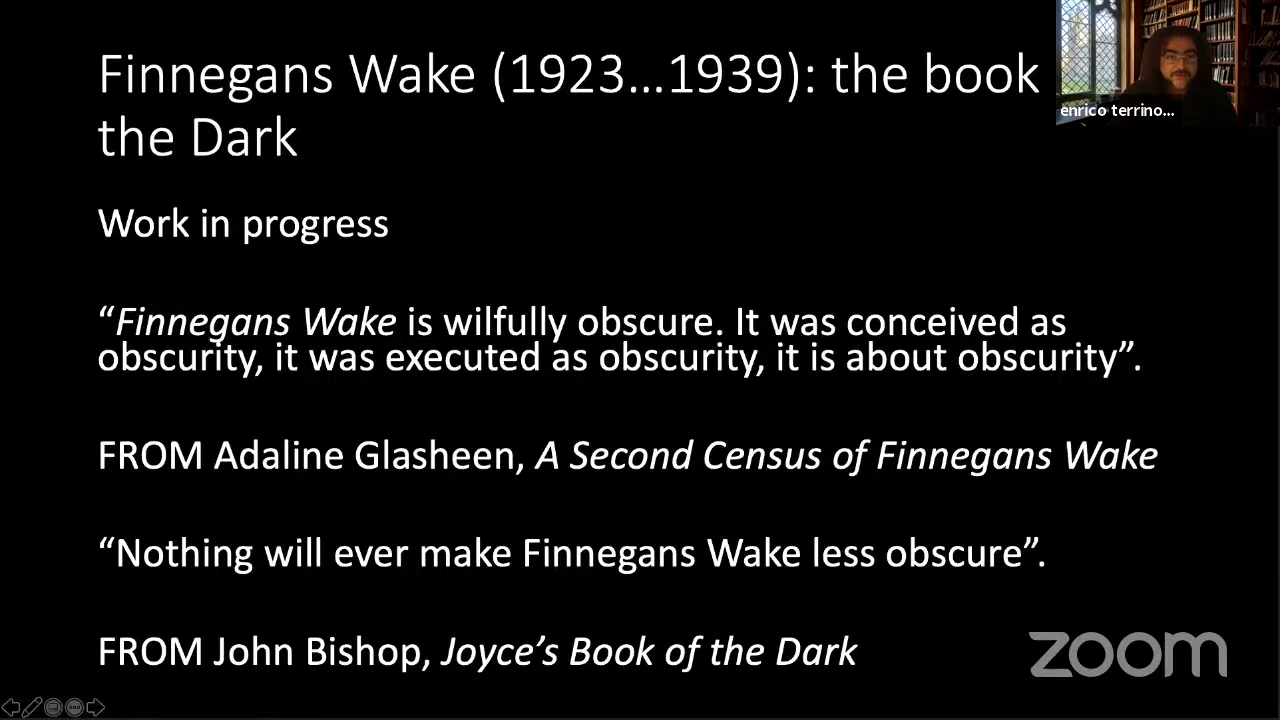 Finnegans Wake (1923...1939): the book
the Dark
enrico terrino...
Work in progress
“Finnegans Wake is wilfully obscure. It was conceived as
obscurity, it was executed as obscurity, it is about obscurity”.
FROM Adaline Glasheen, A Second Census of Finnegans Wake
“Nothing will ever make Finnegans Wake less obscure”.
FROM John Bishop, Joyce’s Book of the Dark
zoom